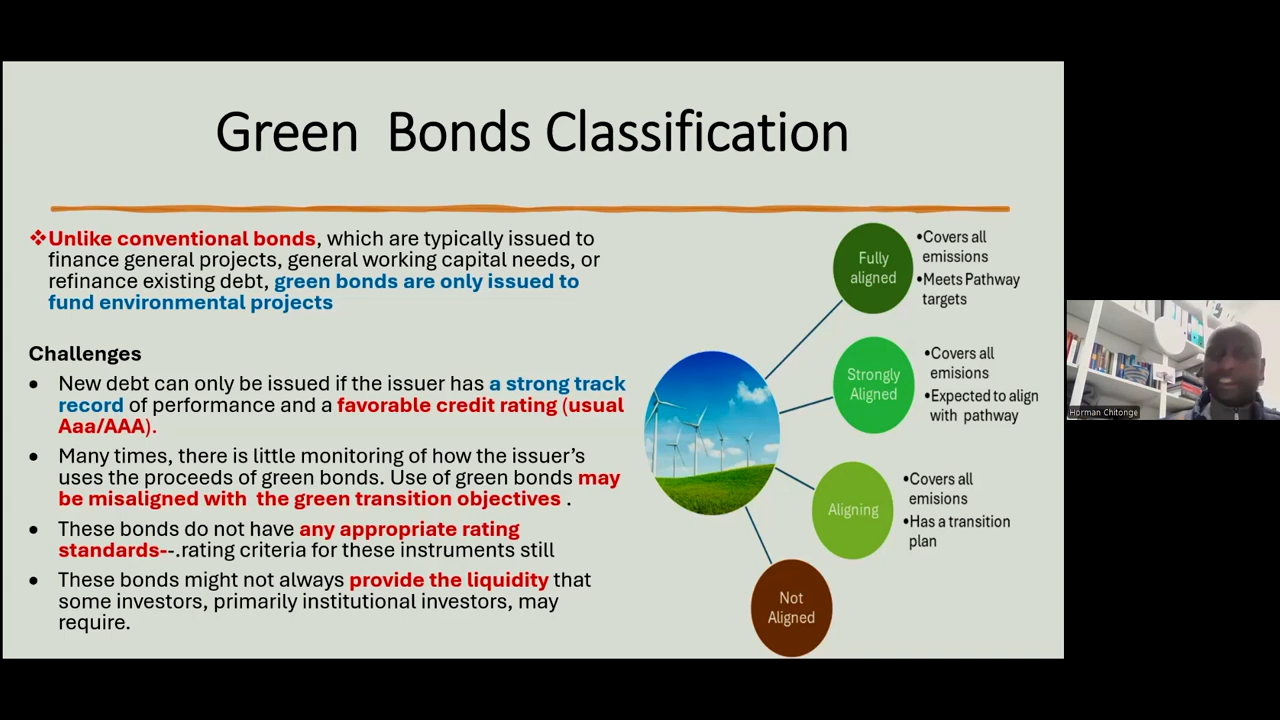 Green  Bonds Classification
❖Unlike conventional bonds, which are typically issued to
finance general projects, general working capital needs, or
refinance existing debt, green bonds are only issued to
fund environmental projects
Challenges
• New debt can only be issued if the issuer has a strong track
record of performance and a favorable credit rating (usual
Aaa/AAA).
• Many times, there is little monitoring of how the issuer’s
uses the proceeds of green bonds. Use of green bonds may
be misaligned with  the green transition objectives .
• These bonds do not have any appropriate rating
standards--.rating criteria for these instruments still
• These bonds might not always provide the liquidity that
some investors, primarily institutional investors, may
require.
Fully
aligned
•Covers all
emissions
•Meets Pathway
targets
Strongly
Aligned
•Covers all
emisions
•Expected to align
with  pathway
Aligning
•Covers all
emisions
•Has a transition
plan
Not
Aligned
Horman Chitonge